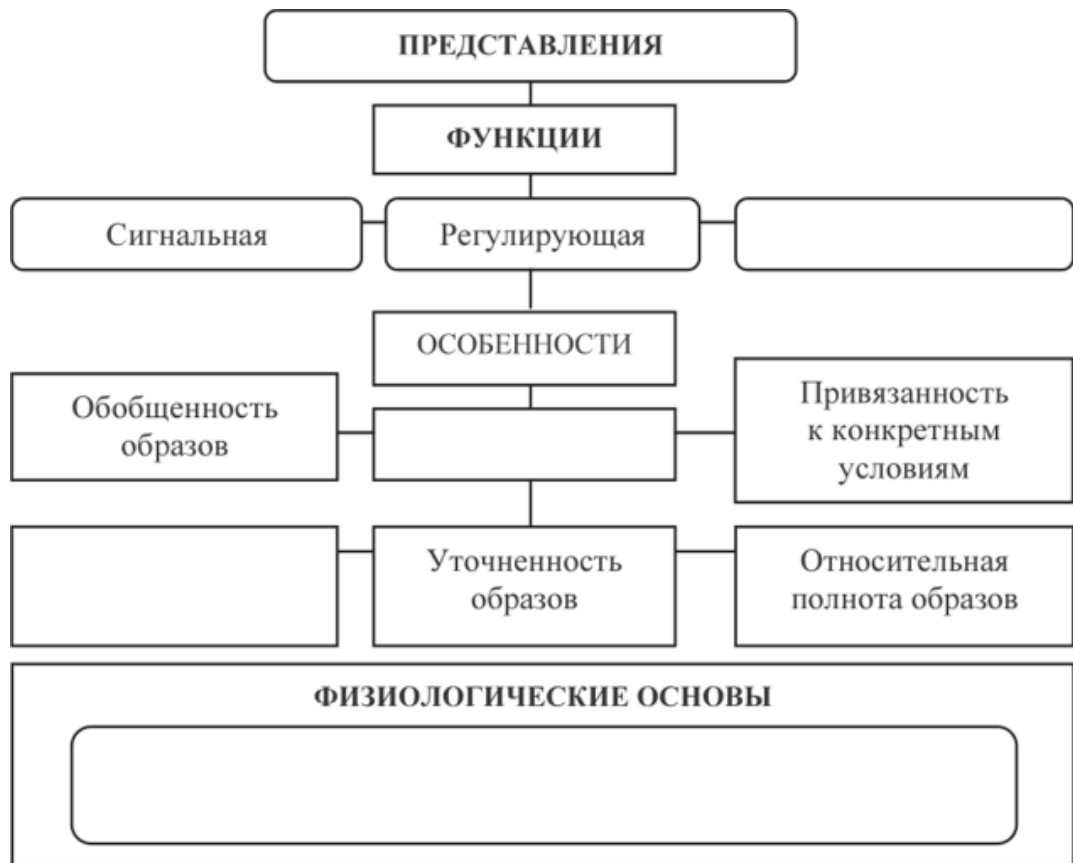 ПРЕДСТАВЛЕНИЯ
ФУНКЦИИ
Сигнальная
Регулирующая
ОСОБЕННОСТИ
Обобщенность
образов
Привязанность
к конкретным
условиям
Уточненность
образов
Относительная
полнота образов
ФИЗИОЛОГИЧЕСКИЕ ОСНОВЫ